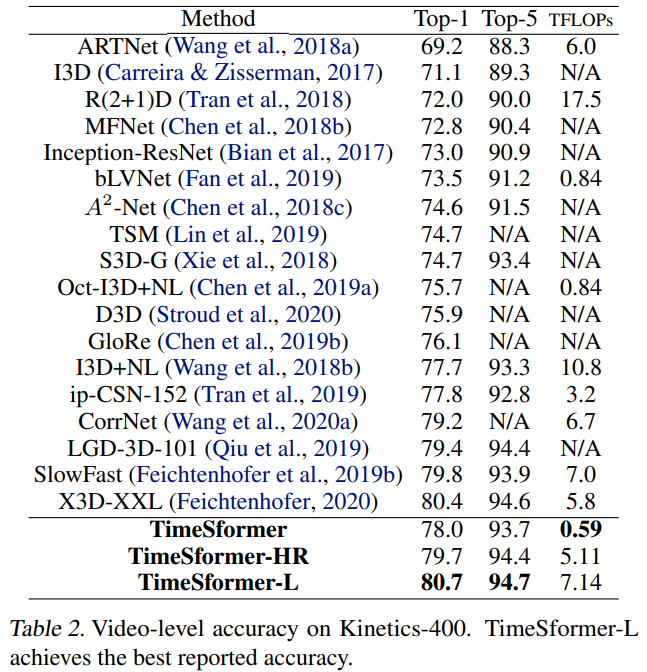 Method Top-1 Top-5 TFLOPs
ARTNet (Wang et al., 2018a) 69.2 88.3 6.0
I3D (Carreira & Zisserman, 2017) 71.1 89.3 N/A
R(2+1)D (Tran et al., 2018) 72.0 90.0 17.5
MFNet (Chen et al., 2018b) 72.8 90.4 N/A
Inception-ResNet (Bian et al., 2017) 73.0 90.9 N/A
bLVNet (Fan et al., 2019) 73.5 91.2 0.84
A²-Net (Chen et al., 2018c) 74.6 91.5 N/A
TSM (Lin et al., 2019) 74.7 N/A N/A
S3D-G (Xie et al., 2018) 74.7 93.4 N/A
Oct-I3D+NL (Chen et al., 2019a) 75.7 N/A 0.84
D3D (Stroud et al., 2020) 75.9 N/A N/A
GloRe (Chen et al., 2019b) 76.1 N/A N/A
I3D+NL (Wang et al., 2018b) 77.7 93.3 10.8
ip-CSN-152 (Tran et al., 2019) 77.8 92.8 3.2
CorrNet (Wang et al., 2020a) 79.2 N/A 6.7
LGD-3D-101 (Qiu et al., 2019) 79.4 94.4 N/A
SlowFast (Feichtenhofer et al., 2019b) 79.8 93.9 7.0
X3D-XXL (Feichtenhofer, 2020) 80.4 94.6 5.8
TimeSformer 78.0 93.7 0.59
TimeSformer-HR 79.7 94.4 5.11
TimeSformer-L 80.7 94.7 7.14
Table 2. Video-level accuracy on Kinetics-400. TimeSformer-L
achieves the best reported accuracy.